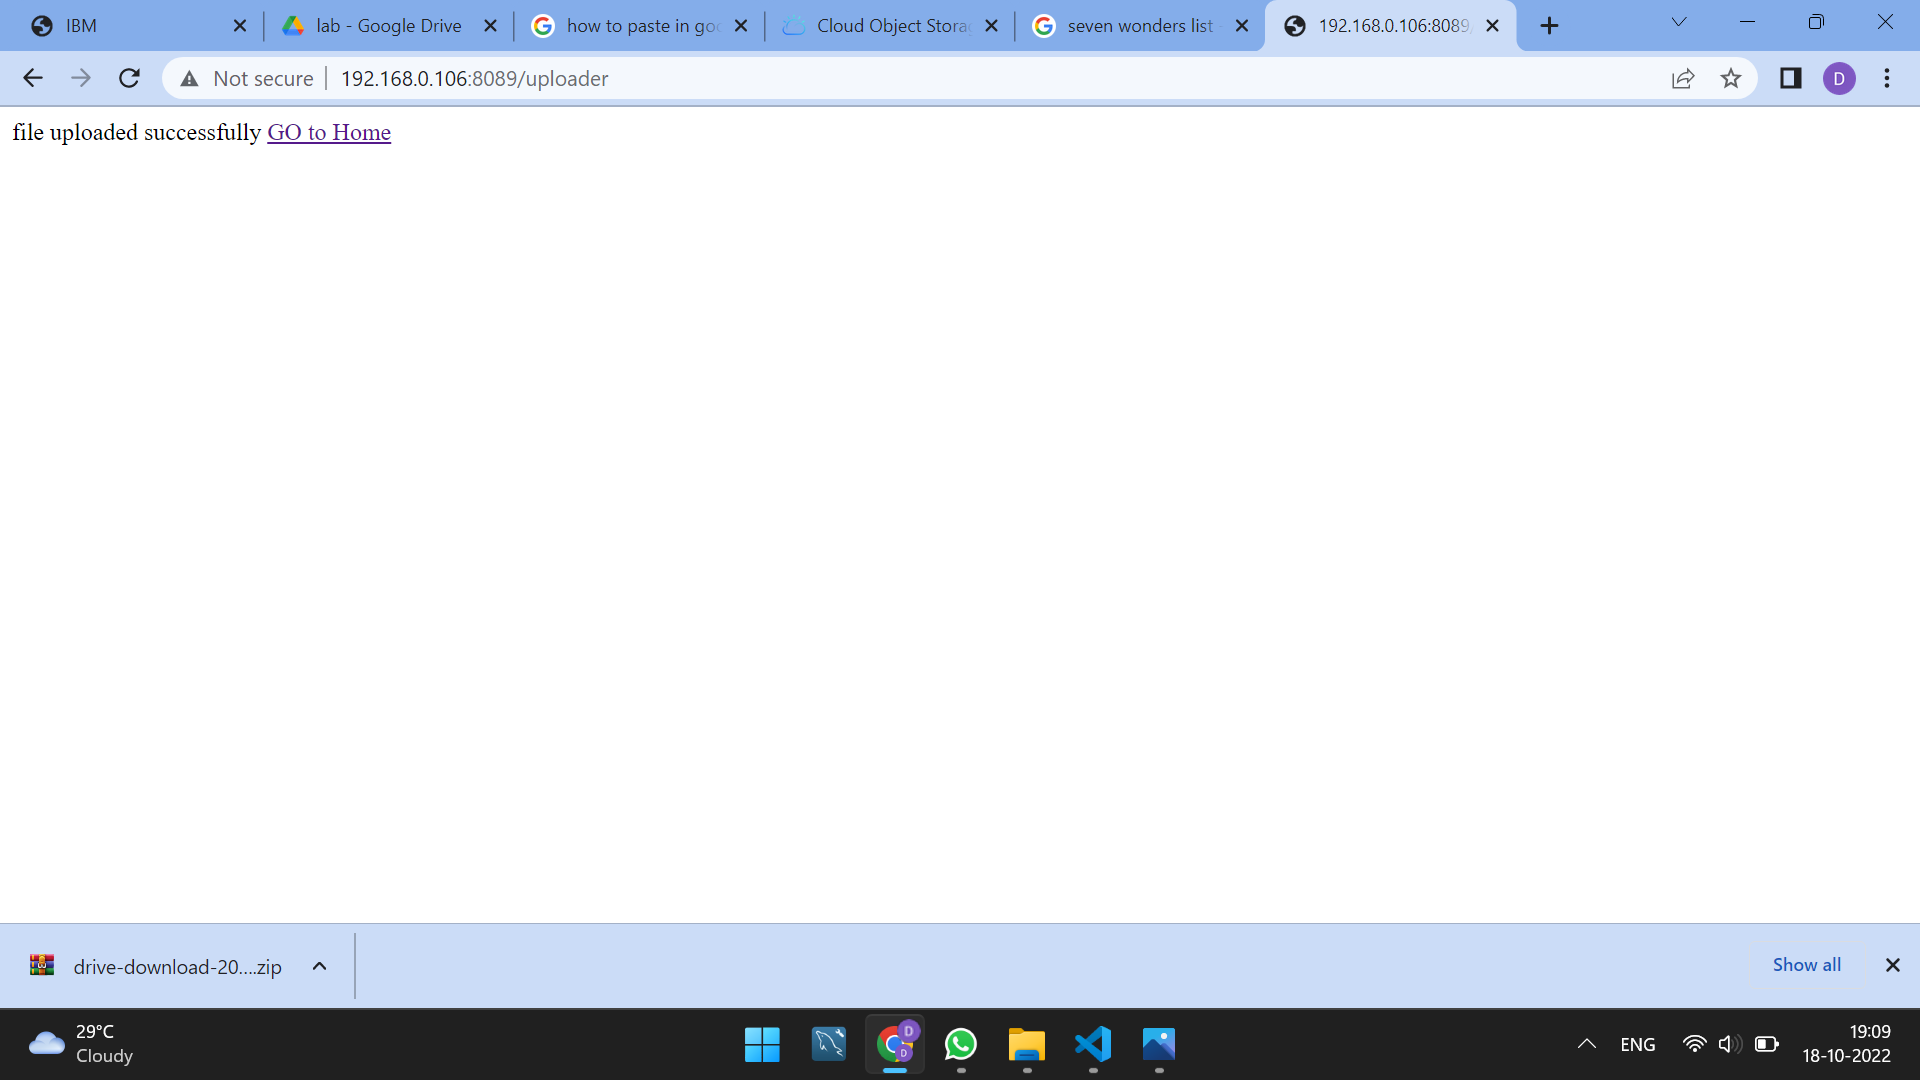 IBM
lab - Google Drive
how to paste in goo
Cloud Object Storag
seven wonders list -
192.168.0.106:8089/
Not secure
192.168.0.106:8089/uploader
D
file uploaded successfully GO to Home
drive-download-20....zip
Show all
29°C
Cloudy
D
D
ENG
19:09
18-10-2022